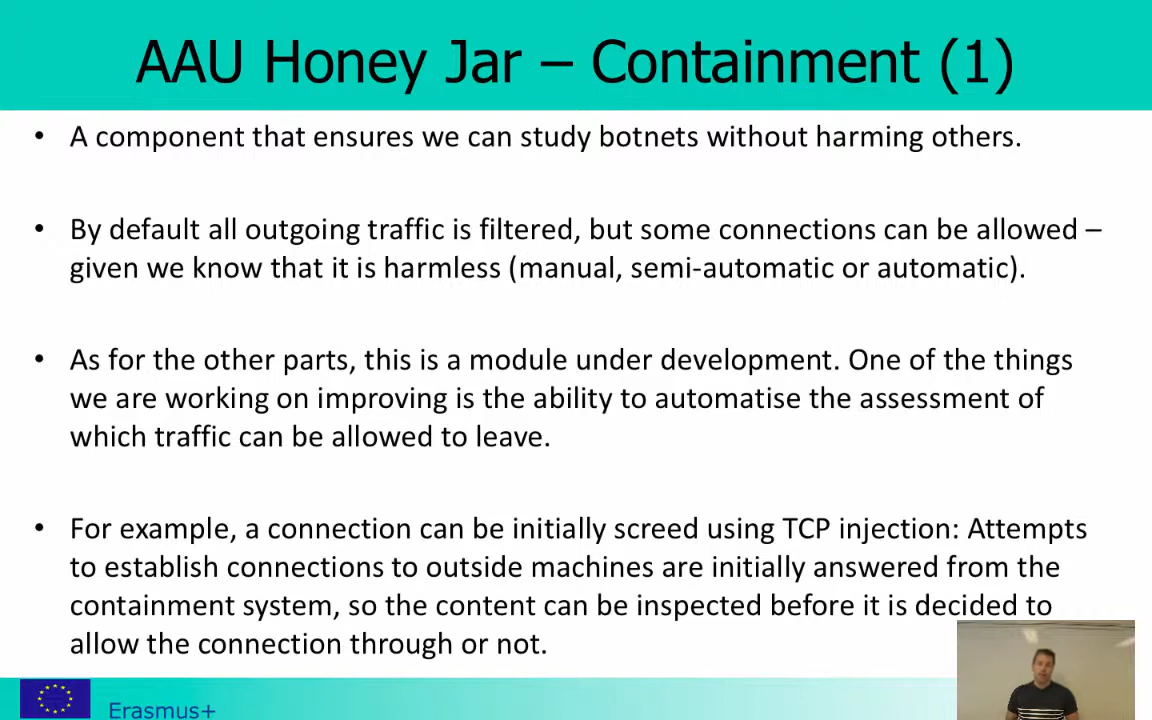 AAU Honey Jar – Containment (1)
• A component that ensures we can study botnets without harming others.
• By default all outgoing traffic is filtered, but some connections can be allowed –
given we know that it is harmless (manual, semi-automatic or automatic).
• As for the other parts, this is a module under development. One of the things
we are working on improving is the ability to automatise the assessment of
which traffic can be allowed to leave.
• For example, a connection can be initially screed using TCP injection: Attempts
to establish connections to outside machines are initially answered from the
containment system, so the content can be inspected before it is decided to
allow the connection through or not.
Erasmus+